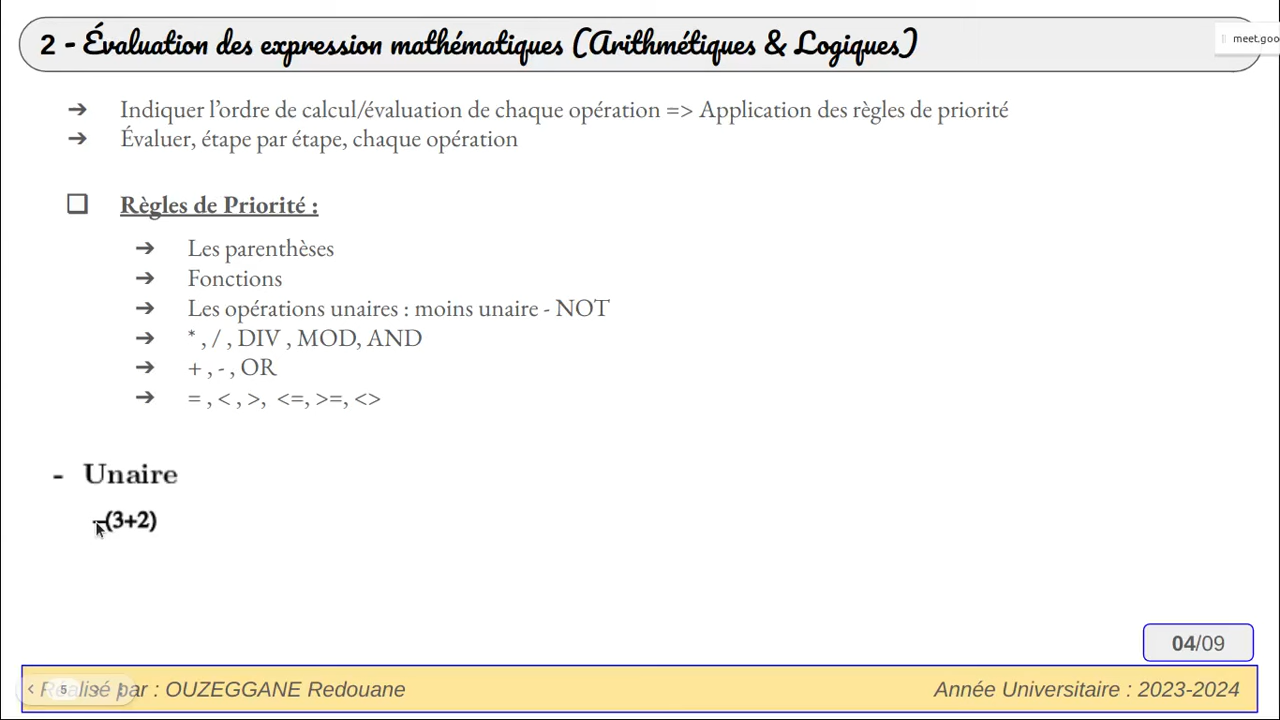 2 - Évaluation des expression mathématiques (Arithmétiques & Logiques)
meet.goo
➔ Indiquer l'ordre de calcul/évaluation de chaque opération => Application des règles de priorité
➔ Évaluer, étape par étape, chaque opération
❏ Règles de Priorité :
➔ Les parenthèses
➔ Fonctions
➔ Les opérations unaires : moins unaire - NOT
➔ * , / , DIV , MOD, AND
➔ + , - , OR
➔ = , < , >, <=, >=, <>
- Unaire
-(3+2)
04/09
Réalisé par : OUZEGGANE Redouane
5
Année Universitaire : 2023-2024